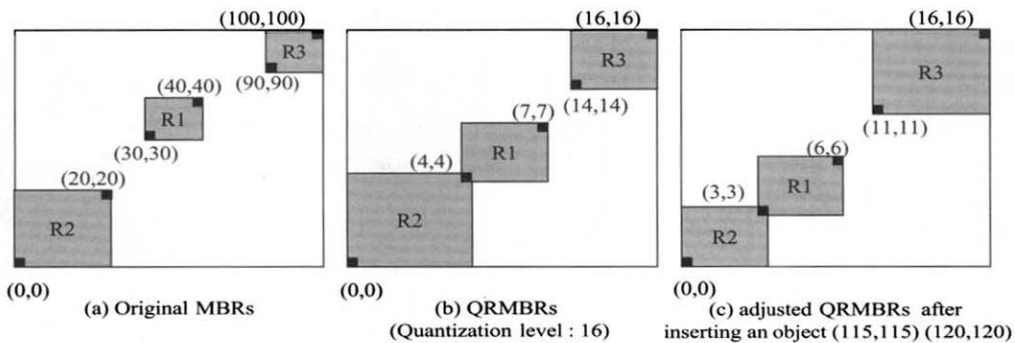 (100,100)
R3
(90,90)
(40,40)
R1
(30,30)
(20,20)
R2
(0,0)
(a) Original MBRs
(16,16)
R3
(14,14)
(7,7)
(4,4)
R1
R2
(0,0)
(b) QRMBRs
(Quantization level : 16)
(16,16)
R3
(11,11)
(6,6)
(3,3)
R1
R2
(0,0)
(c) adjusted QRMBRs after
inserting an object (115,115) (120,120)